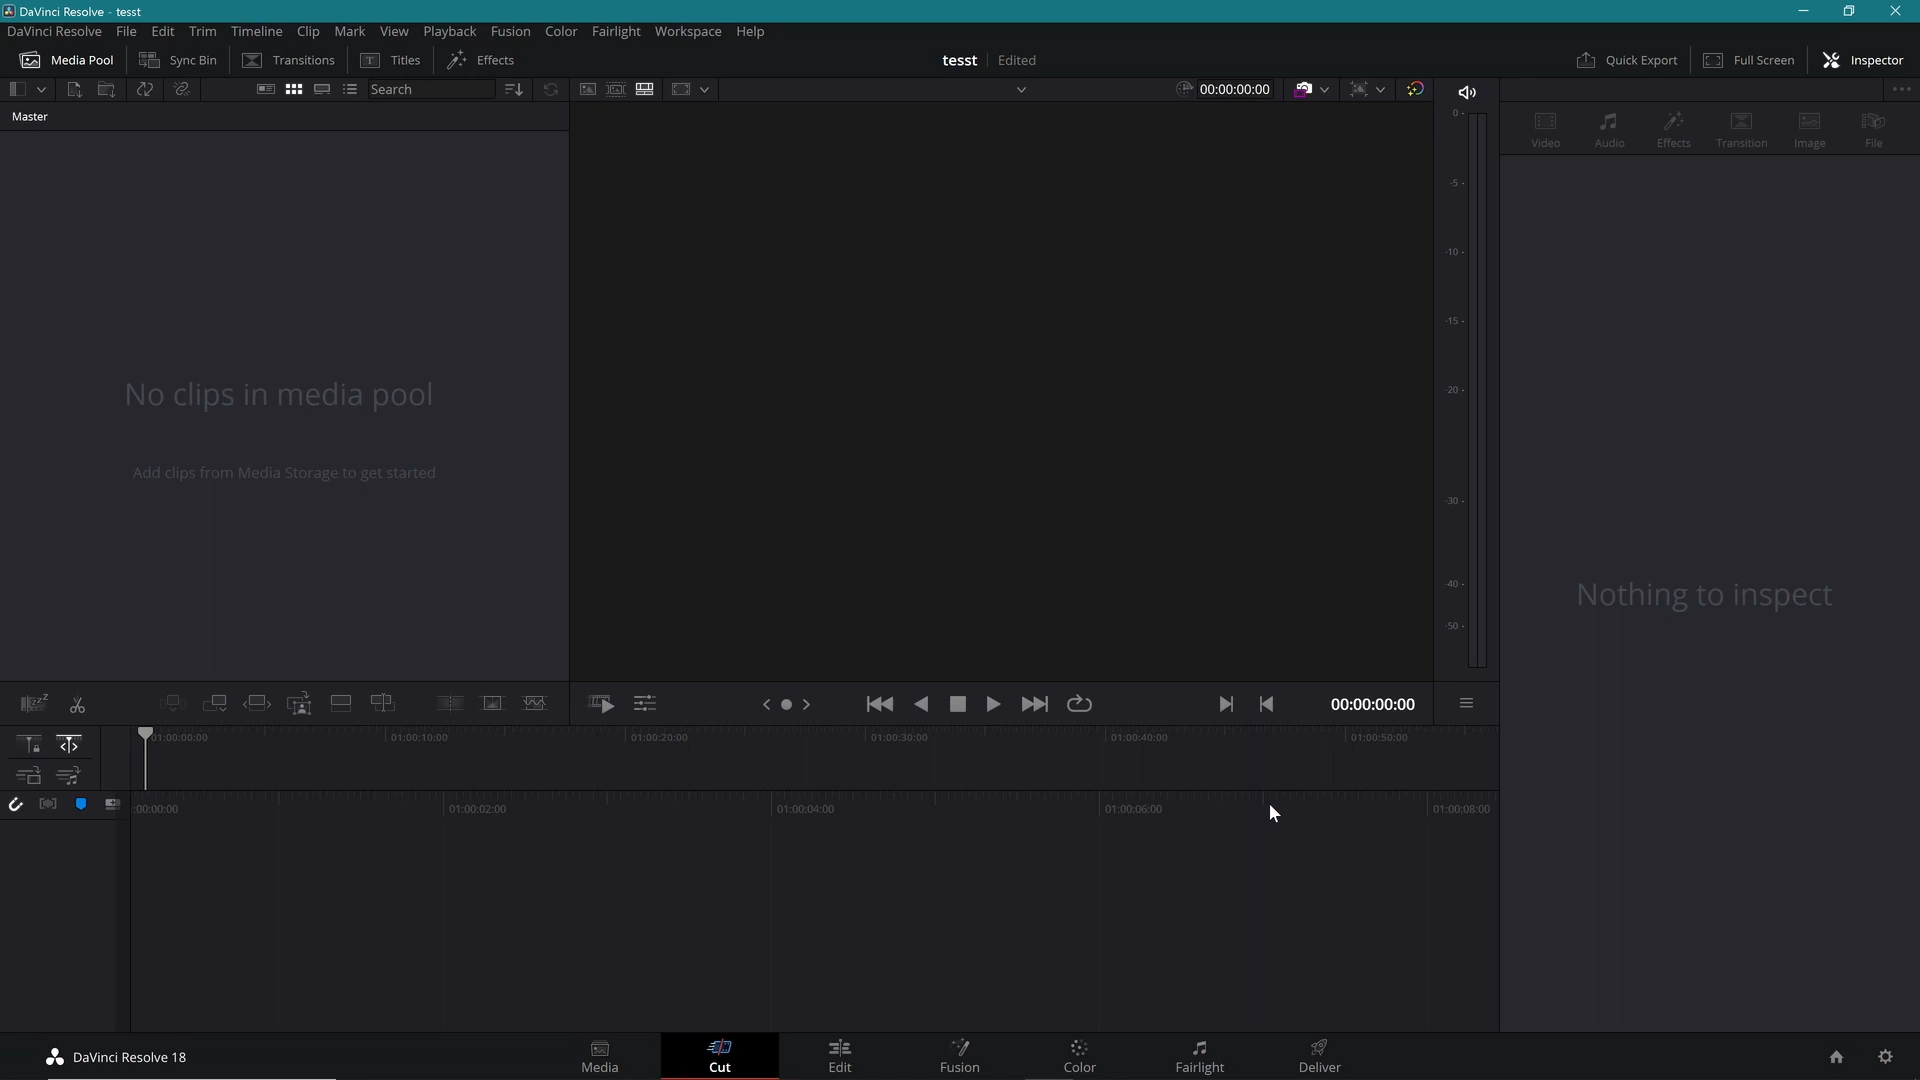 DaVinci Resolve - tesst
DaVinci Resolve File Edit Trim Timeline Clip Mark View Playback Fusion Color Fairlight Workspace Help
Media Pool Sync Bin Transitions Titles Effects tesst Edited Quick Export Full Screen Inspector
Search 00:00:00:00
Master
Video Audio Effects Transition Image File
0
-5
-10
-15
-20
-30
-40
-50
No clips in media pool
Add clips from Media Storage to get started
Nothing to inspect
00:00:00:00
01:00:00:00 01:00:10:00 01:00:20:00 01:00:30:00 01:00:40:00 01:00:50:00
:00:00:00 01:00:02:00 01:00:04:00 01:00:06:00 01:00:08:00
DaVinci Resolve 18
Media Cut Edit Fusion Color Fairlight Deliver